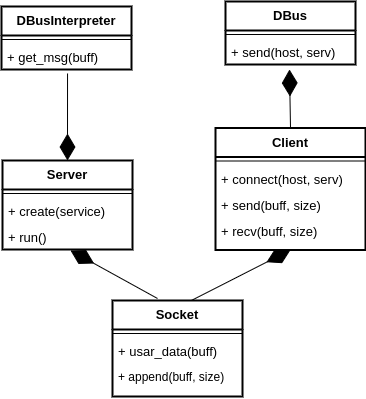 DBusInterpreter
+ get_msg(buff)
DBus
+ send(host, serv)
Server
+ create(service)
+ run()
Client
+ connect(host, serv)
+ send(buff, size)
+ recv(buff, size)
Socket
+ usar_data(buff)
+ append(buff, size)